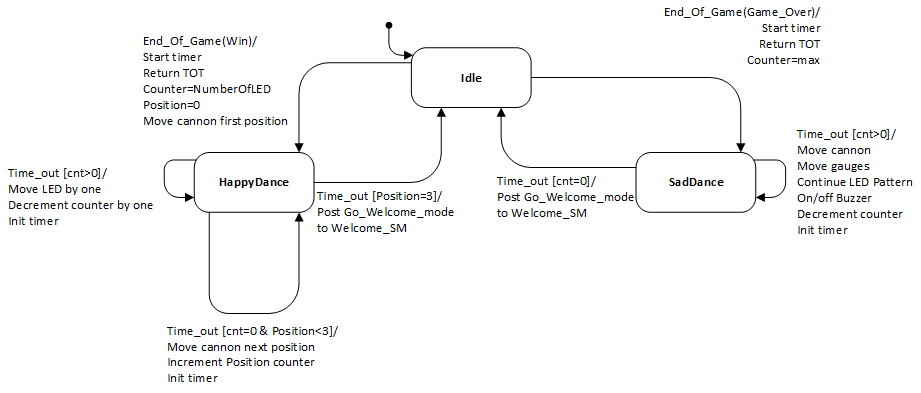 End_Of_Game(Game_Over)/
Start timer
Return TOT
Counter=max
End_Of_Game(Win)/
Start timer
Return TOT
Counter=NumberOfLED
Position=0
Move cannon first position
Idle
Time_out [cnt>0]/
Move LED by one
Decrement counter by one
Init timer
HappyDance
Time_out [Position=3]/
Post Go_Welcome_mode
to Welcome_SM
Time_out [cnt=0]/
Post Go_Welcome_mode
to Welcome_SM
SadDance
Time_out [cnt>0]/
Move cannon
Move gauges
Continue LED Pattern
On/off Buzzer
Decrement counter
Init timer
Time_out [cnt=0 & Position<3]/
Move cannon next position
Increment Position counter
Init timer